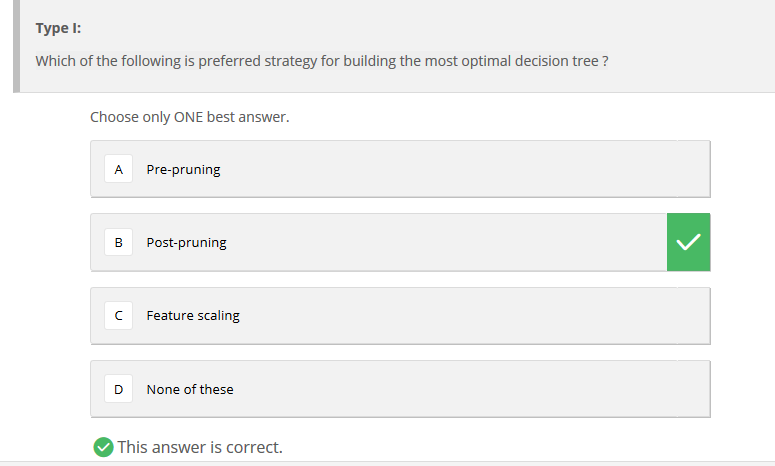 Type I:
Which of the following is preferred strategy for building the most optimal decision tree ?
Choose only ONE best answer.
A Pre-pruning
B Post-pruning
C Feature scaling
D None of these
This answer is correct.